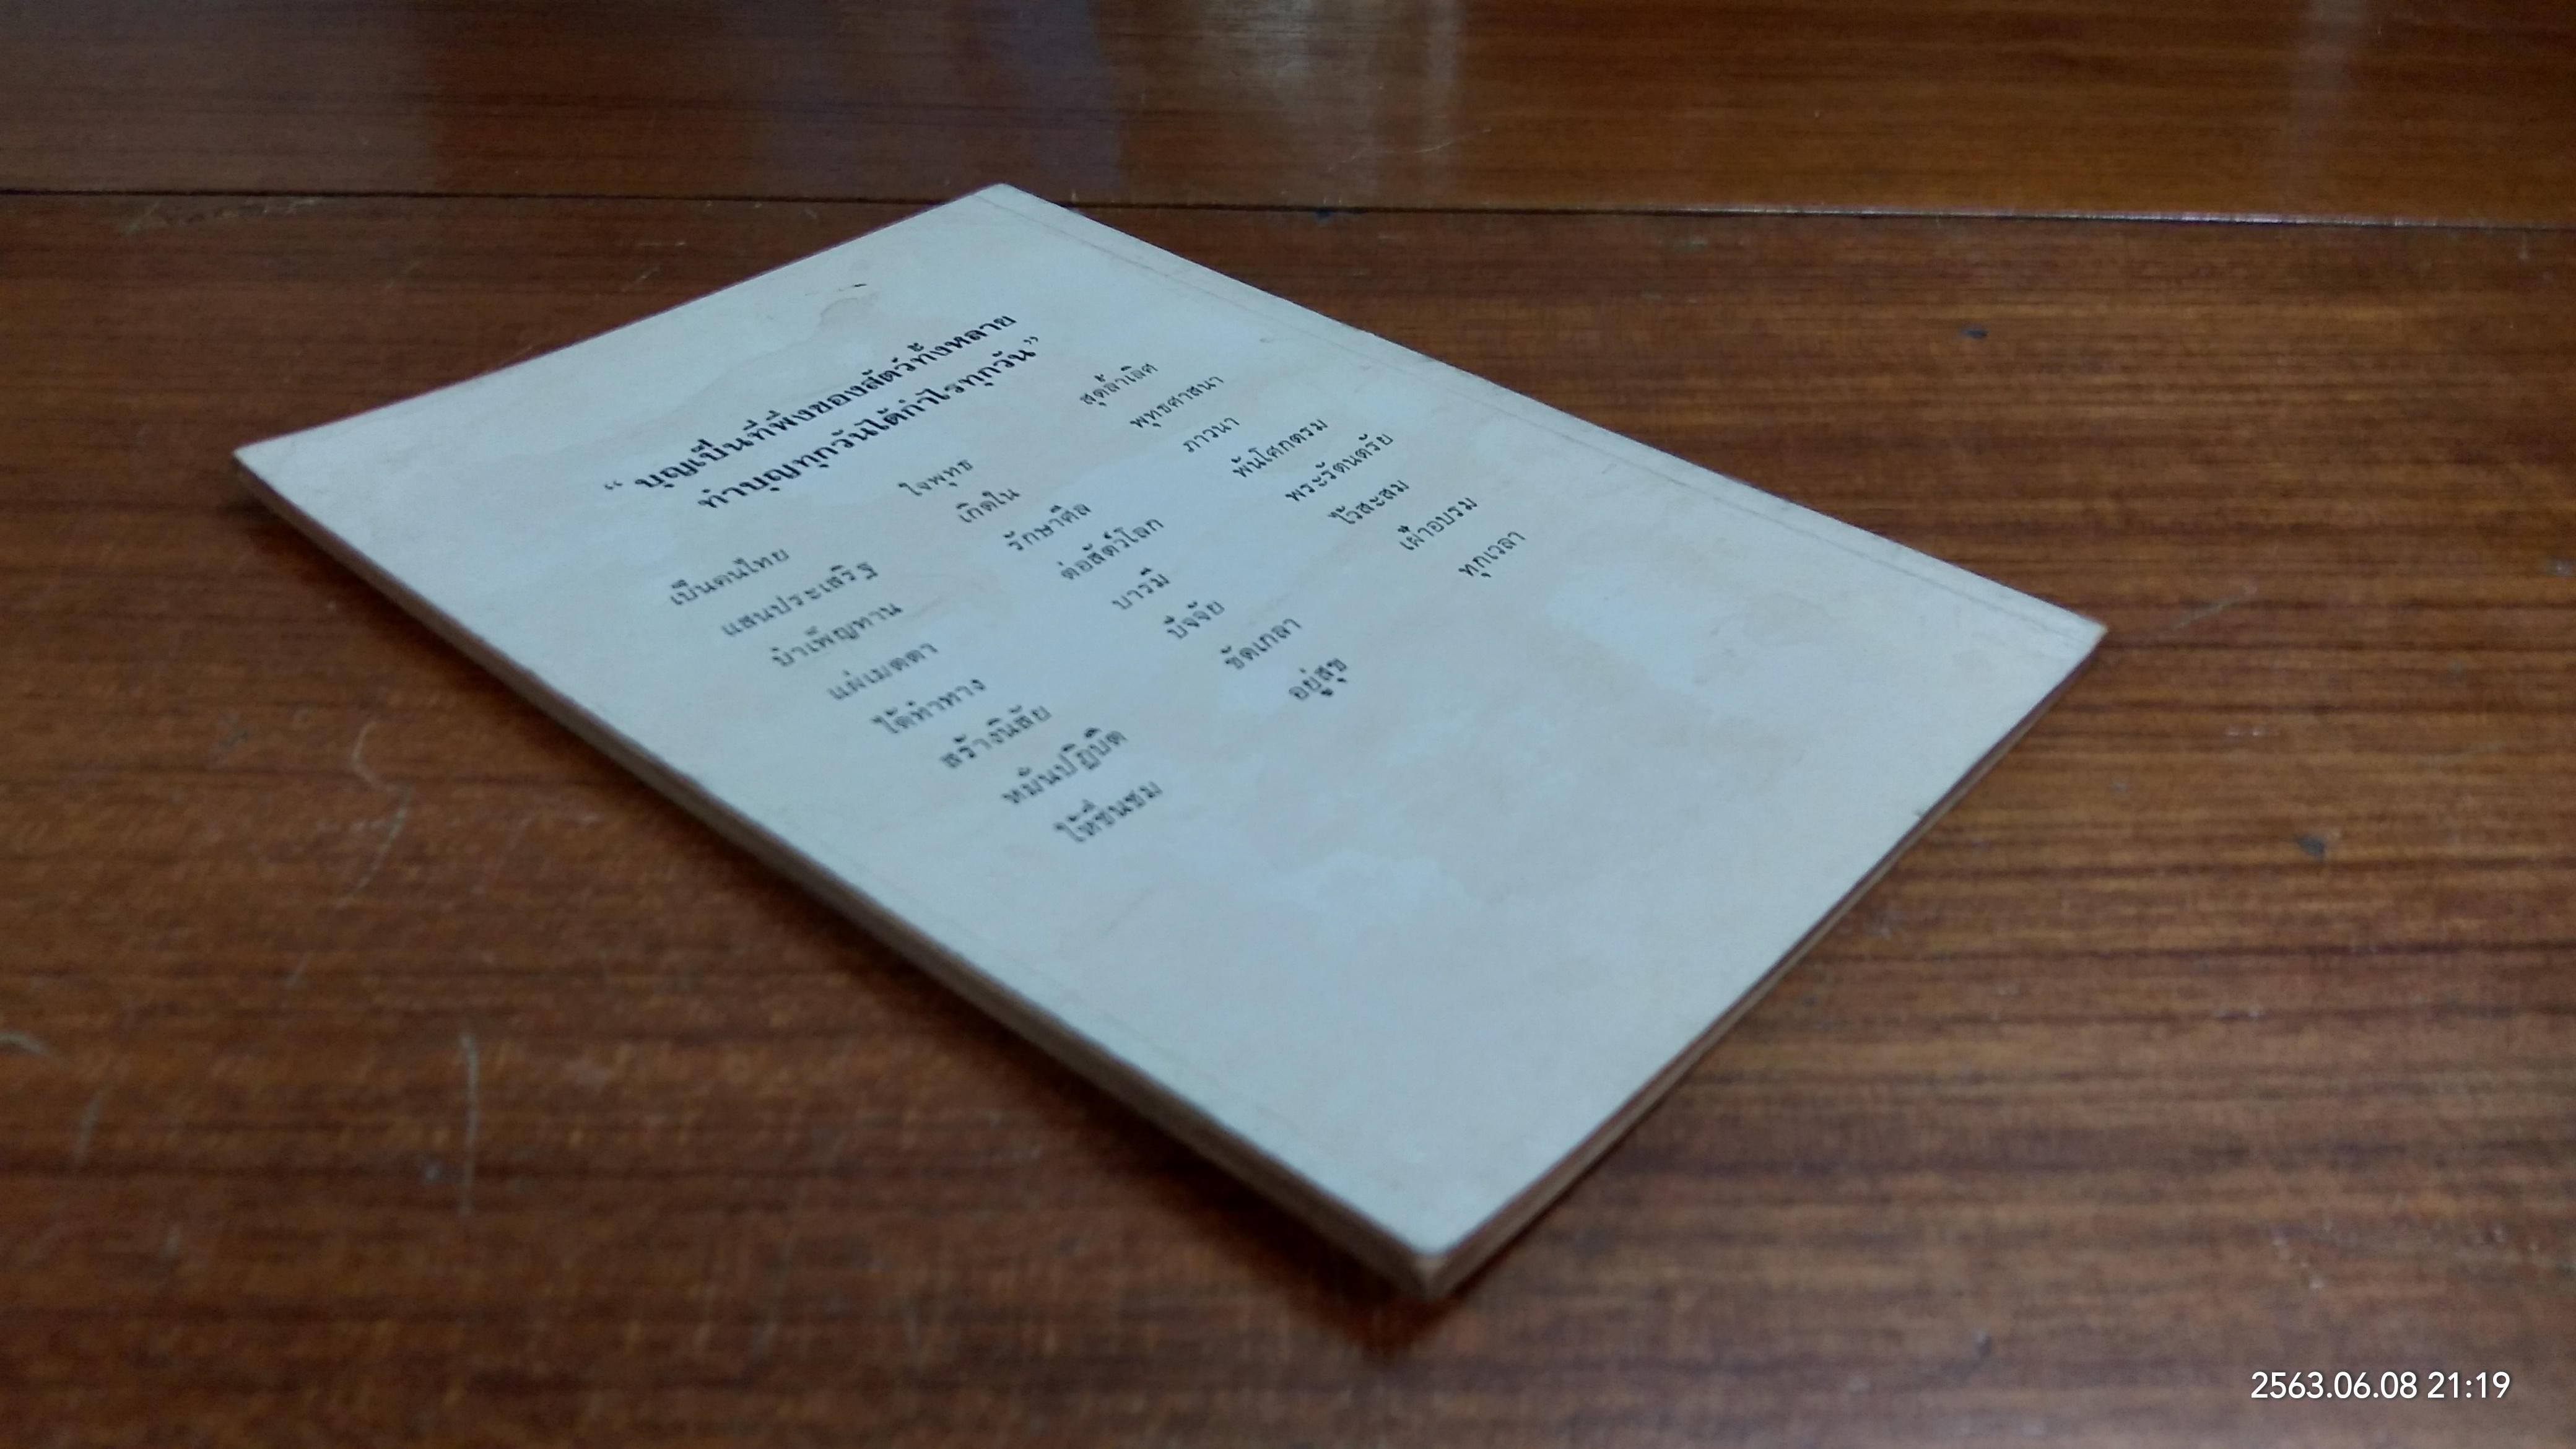 “ บุญเป็นที่พึ่งของสัตว์ทั้งหลาย
ทำบุญทุกวันได้กำไรทุกวัน”
เป็นคนไทย ใจพุทธ สุดล้ำเลิศ
แสนประเสริฐ เกิดใน พุทธศาสนา
บำเพ็ญทาน รักษาศีล ภาวนา
แผ่เมตตา ต่อสัตว์โลก พ้นโศกตรม
ได้ทำทาง บารมี พระรัตนตรัย
สร้างนิสัย ปัจจัย ไว้สะสม
หมั่นปฏิบัติ ขัดเกลา เฝ้าอบรม
ให้ชื่นชม อยู่สุข ทุกเวลา
2563.06.08 21:19